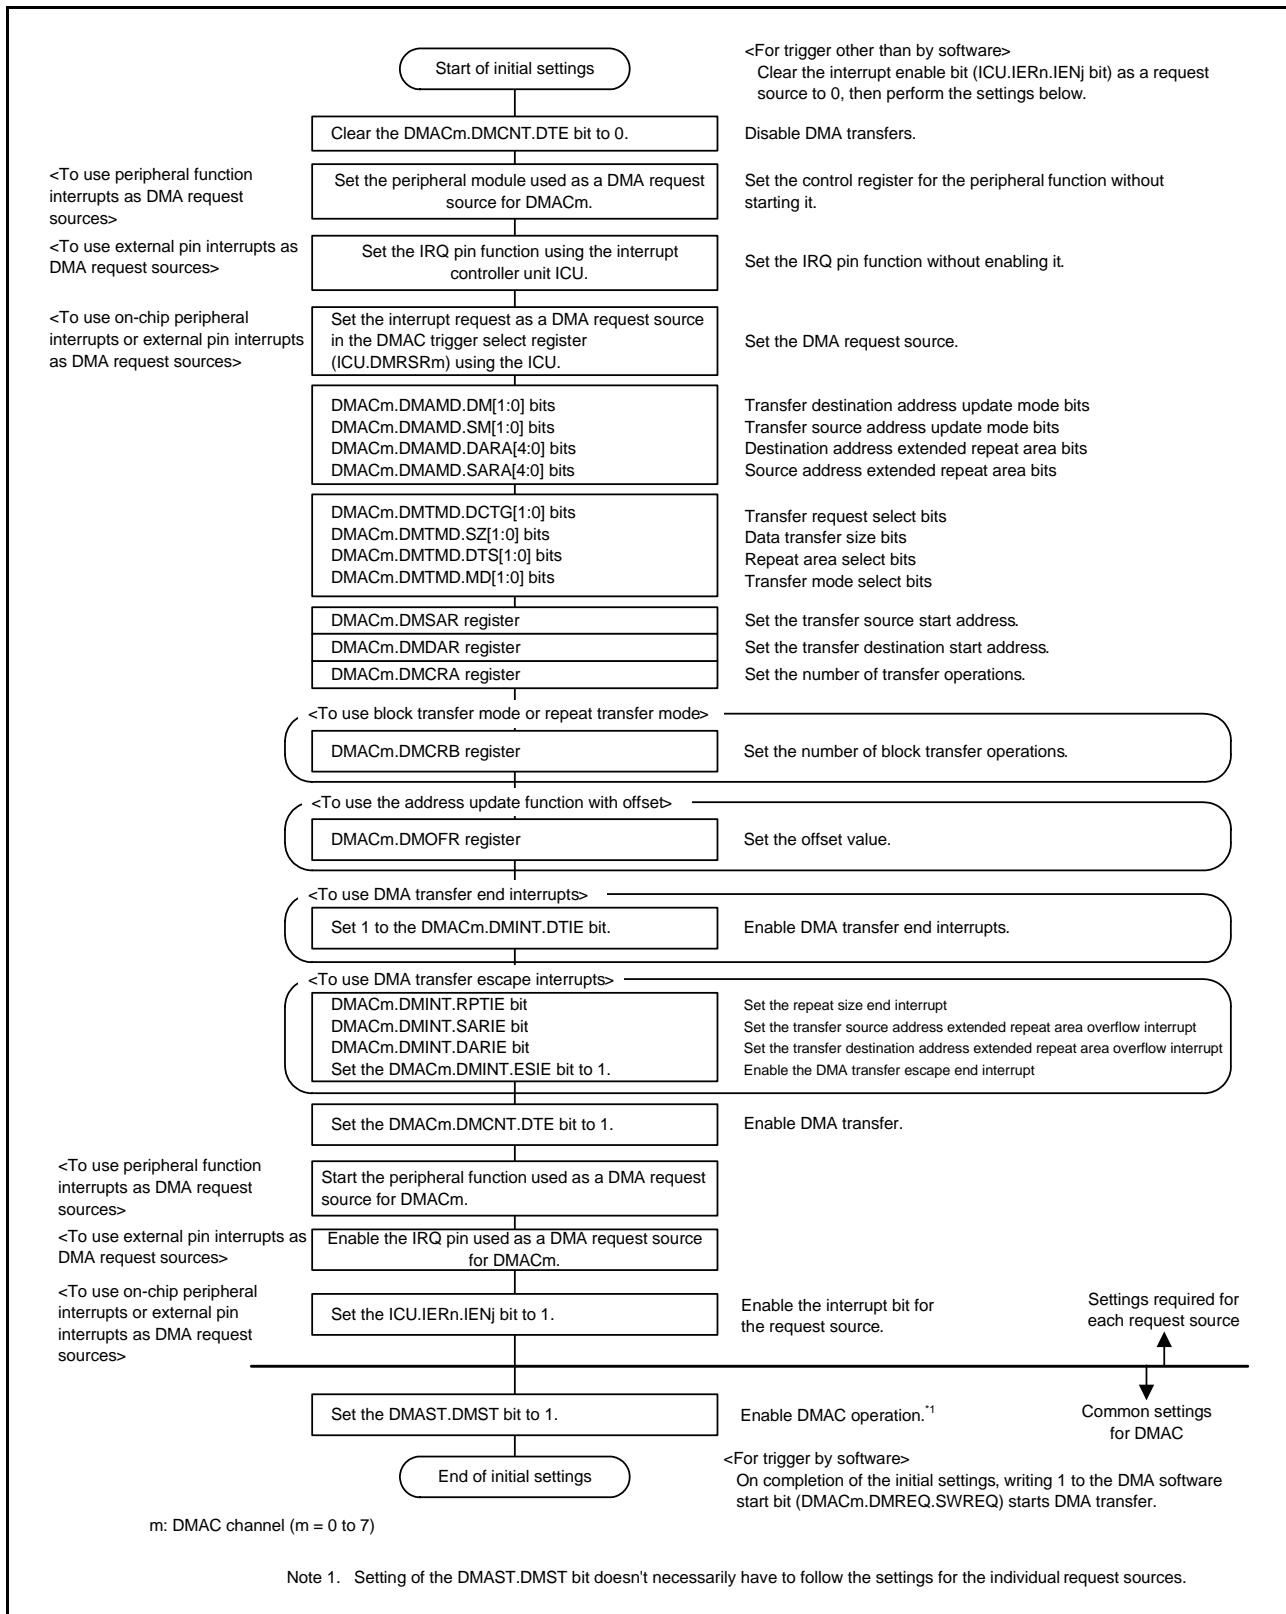 Start of initial settings
<For trigger other than by software>
Clear the interrupt enable bit (ICU.IERn.IENj bit) as a request
source to 0, then perform the settings below.
Clear the DMACm.DMCNT.DTE bit to 0.
Disable DMA transfers.
<To use peripheral function
interrupts as DMA request
sources>
Set the peripheral module used as a DMA request
source for DMACm.
Set the control register for the peripheral function without
starting it.
<To use external pin interrupts as
DMA request sources>
Set the IRQ pin function using the interrupt
controller unit ICU.
Set the IRQ pin function without enabling it.
<To use on-chip peripheral
interrupts or external pin interrupts
as DMA request sources>
Set the interrupt request as a DMA request source
in the DMAC trigger select register
(ICU.DMRSRm) using the ICU.
Set the DMA request source.
DMACm.DMAMD.DM[1:0] bits
Transfer destination address update mode bits
DMACm.DMAMD.SM[1:0] bits
Transfer source address update mode bits
DMACm.DMAMD.DARA[4:0] bits
Destination address extended repeat area bits
DMACm.DMAMD.SARA[4:0] bits
Source address extended repeat area bits
DMACm.DMTMD.DCTG[1:0] bits
Transfer request select bits
DMACm.DMTMD.SZ[1:0] bits
Data transfer size bits
DMACm.DMTMD.DTS[1:0] bits
Repeat area select bits
DMACm.DMTMD.MD[1:0] bits
Transfer mode select bits
DMACm.DMSAR register
Set the transfer source start address.
DMACm.DMDAR register
Set the transfer destination start address.
DMACm.DMCRA register
Set the number of transfer operations.
<To use block transfer mode or repeat transfer mode>
DMACm.DMCRB register
Set the number of block transfer operations.
<To use the address update function with offset>
DMACm.DMOFR register
Set the offset value.
<To use DMA transfer end interrupts>
Set 1 to the DMACm.DMINT.DTIE bit.
Enable DMA transfer end interrupts.
<To use DMA transfer escape interrupts>
DMACm.DMINT.RPTIE bit
Set the repeat size end interrupt
DMACm.DMINT.SARIE bit
Set the transfer source address extended repeat area overflow interrupt
DMACm.DMINT.DARIE bit
Set the transfer destination address extended repeat area overflow interrupt
Set the DMACm.DMINT.ESIE bit to 1.
Enable the DMA transfer escape end interrupt
Set the DMACm.DMCNT.DTE bit to 1.
Enable DMA transfer.
<To use peripheral function
interrupts as DMA request
sources>
Start the peripheral function used as a DMA request
source for DMACm.
<To use external pin interrupts as
DMA request sources>
Enable the IRQ pin used as a DMA request source
for DMACm.
<To use on-chip peripheral
interrupts or external pin
interrupts as DMA request
sources>
Set the ICU.IERn.IENj bit to 1.
Enable the interrupt bit for
the request source.
Settings required for
each request source
Set the DMAST.DMST bit to 1.
Enable DMAC operation.*1
Common settings
for DMAC
End of initial settings
<For trigger by software>
On completion of the initial settings, writing 1 to the DMA software
start bit (DMACm.DMREQ.SWREQ) starts DMA transfer.
m: DMAC channel (m = 0 to 7)
Note 1. Setting of the DMAST.DMST bit doesn't necessarily have to follow the settings for the individual request sources.